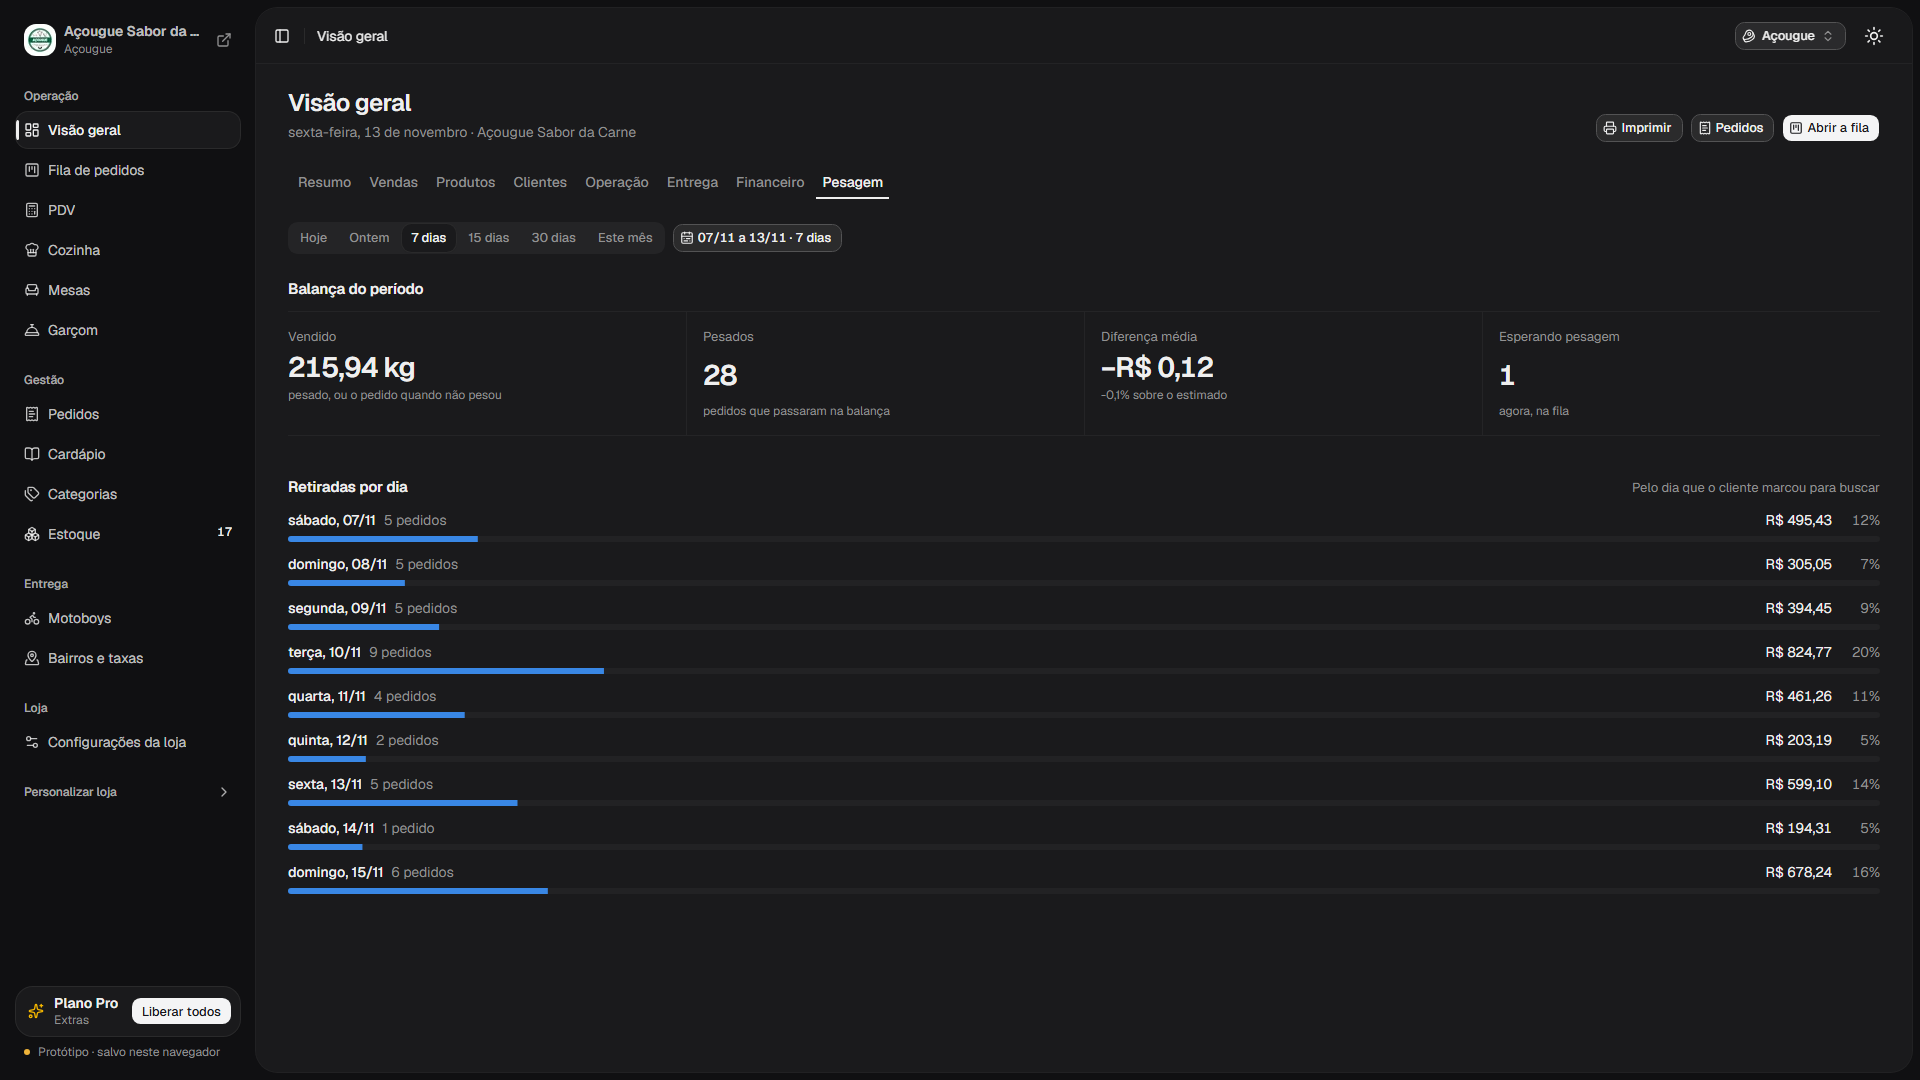 Açougue Sabor da ...
Açougue
Operação
Visão geral
Fila de pedidos
PDV
Cozinha
Mesas
Garçom
Gestão
Pedidos
Cardápio
Categorias
Estoque 17
Entrega
Motoboys
Bairros e taxas
Loja
Configurações da loja
Personalizar loja
Plano Pro
Extras
Liberar todos
Protótipo · salvo neste navegador
Visão geral
Açougue
Visão geral
sexta-feira, 13 de novembro · Açougue Sabor da Carne
Imprimir Pedidos Abrir a fila
Resumo Vendas Produtos Clientes Operação Entrega Financeiro Pesagem
Hoje Ontem 7 dias 15 dias 30 dias Este mês 07/11 a 13/11 · 7 dias
Balança do período
Vendido
215,94 kg
pesado, ou o pedido quando não pesou
Pesados
28
pedidos que passaram na balança
Diferença média
−R$ 0,12
-0,1% sobre o estimado
Esperando pesagem
1
agora, na fila
Retiradas por dia
Pelo dia que o cliente marcou para buscar
sábado, 07/11 5 pedidos R$ 495,43 12%
domingo, 08/11 5 pedidos R$ 305,05 7%
segunda, 09/11 5 pedidos R$ 394,45 9%
terça, 10/11 9 pedidos R$ 824,77 20%
quarta, 11/11 4 pedidos R$ 461,26 11%
quinta, 12/11 2 pedidos R$ 203,19 5%
sexta, 13/11 5 pedidos R$ 599,10 14%
sábado, 14/11 1 pedido R$ 194,31 5%
domingo, 15/11 6 pedidos R$ 678,24 16%